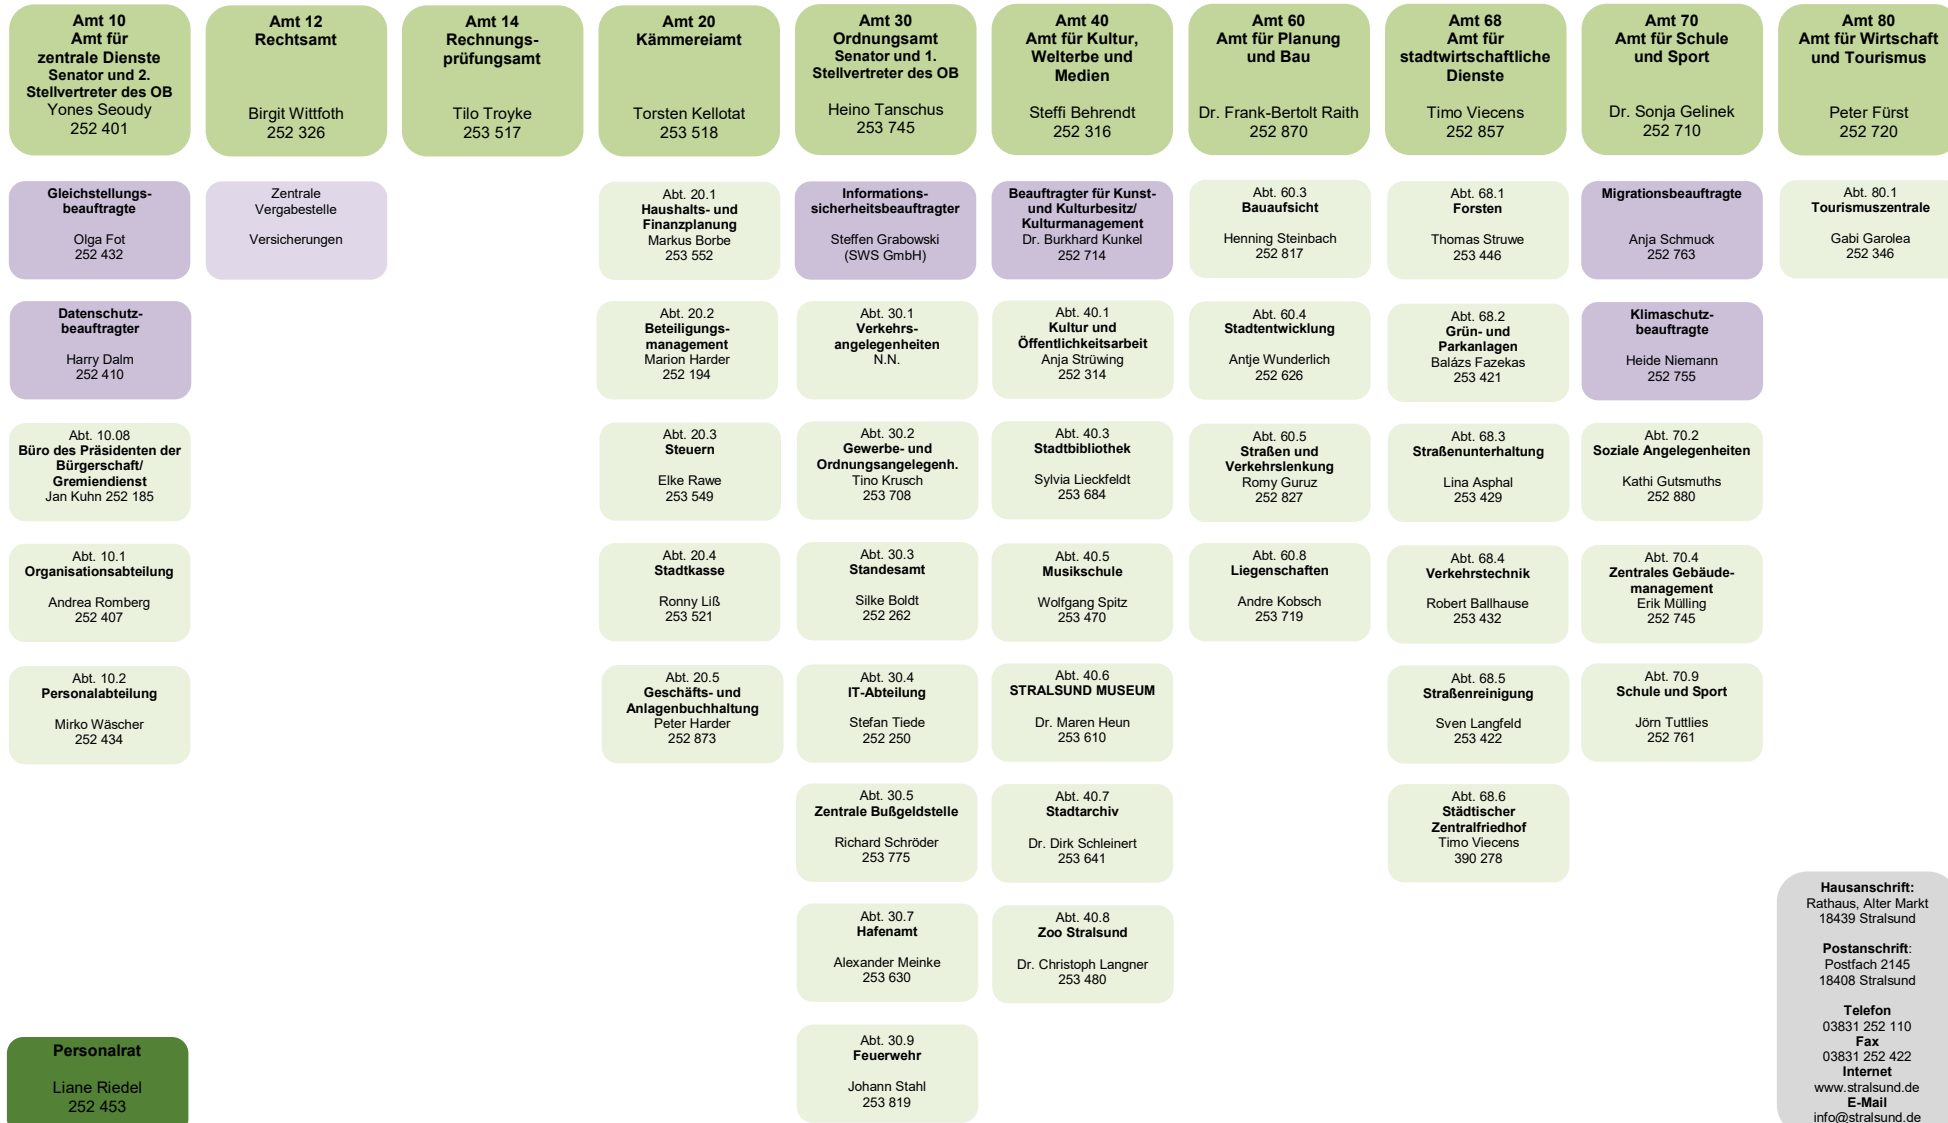 Amt 10
Amt für
zentrale Dienste
Senator und 2.
Stellvertreter des OB
Yones Seoudy
252 401
Amt 12
Rechtsamt
Birgit Wittfoth
252 326
Amt 14
Rechnungs-
prüfungsamt
Tilo Troyke
253 517
Amt 20
Kämmereiamt
Torsten Kellotat
253 518
Amt 30
Ordnungsamt
Senator und 1.
Stellvertreter des OB
Heino Tanschus
253 745
Amt 40
Amt für Kultur,
Welterbe und
Medien
Steffi Behrendt
252 316
Amt 60
Amt für Planung
und Bau
Dr. Frank-Bertolt Raith
252 870
Amt 68
Amt für
stadtwirtschaftliche
Dienste
Timo Viecens
252 857
Amt 70
Amt für Schule
und Sport
Dr. Sonja Gelinek
252 710
Amt 80
Amt für Wirtschaft
und Tourismus
Peter Fürst
252 720
Gleichstellungs-
beauftragte
Olga Fot
252 432
Zentrale
Vergabestelle
Versicherungen
Abt. 20.1
Haushalts- und
Finanzplanung
Markus Borbe
253 552
Informations-
sicherheitsbeauftragter
Steffen Grabowski
(SWS GmbH)
Beauftragter für Kunst-
und Kulturbesitz/
Kulturmanagement
Dr. Burkhard Kunkel
252 714
Abt. 60.3
Bauaufsicht
Henning Steinbach
252 817
Abt. 68.1
Forsten
Thomas Struwe
253 446
Migrationsbeauftragte
Anja Schmuck
252 763
Abt. 80.1
Tourismuszentrale
Gabi Garolea
252 346
Datenschutz-
beauftragter
Harry Dalm
252 410
Abt. 20.2
Beteiligungs-
management
Marion Harder
252 194
Abt. 30.1
Verkehrs-
angelegenheiten
N.N.
Abt. 40.1
Kultur und
Öffentlichkeitsarbeit
Anja Strüwing
252 314
Abt. 60.4
Stadtentwicklung
Antje Wunderlich
252 626
Abt. 68.2
Grün- und
Parkanlagen
Balázs Fazekas
253 421
Klimaschutz-
beauftragte
Heide Niemann
252 755
Abt. 10.08
Büro des Präsidenten der
Bürgerschaft/
Gremiendienst
Jan Kuhn 252 185
Abt. 20.3
Steuern
Elke Rawe
253 549
Abt. 30.2
Gewerbe- und
Ordnungsangelegenh.
Tino Krusch
253 708
Abt. 40.3
Stadtbibliothek
Sylvia Lieckfeldt
253 684
Abt. 60.5
Straßen und
Verkehrslenkung
Romy Guruz
252 827
Abt. 68.3
Straßenunterhaltung
Lina Asphal
253 429
Abt. 70.2
Soziale Angelegenheiten
Kathi Gutsmuths
252 880
Abt. 10.1
Organisationsabteilung
Andrea Romberg
252 407
Abt. 20.4
Stadtkasse
Ronny Liß
253 521
Abt. 30.3
Standesamt
Silke Boldt
252 262
Abt. 40.5
Musikschule
Wolfgang Spitz
253 470
Abt. 60.8
Liegenschaften
Andre Kobsch
253 719
Abt. 68.4
Verkehrstechnik
Robert Ballhause
253 432
Abt. 70.4
Zentrales Gebäude-
management
Erik Mülling
252 745
Abt. 10.2
Personalabteilung
Mirko Wäscher
252 434
Abt. 20.5
Geschäfts- und
Anlagenbuchhaltung
Peter Harder
252 873
Abt. 30.4
IT-Abteilung
Stefan Tiede
252 250
Abt. 40.6
STRALSUND MUSEUM
Dr. Maren Heun
253 610
Abt. 68.5
Straßenreinigung
Sven Langfeld
253 422
Abt. 70.9
Schule und Sport
Jörn Tuttlies
252 761
Abt. 30.5
Zentrale Bußgeldstelle
Richard Schröder
253 775
Abt. 40.7
Stadtarchiv
Dr. Dirk Schleinert
253 641
Abt. 68.6
Städtischer
Zentralfriedhof
Timo Viecens
390 278
Abt. 30.7
Hafenamt
Alexander Meinke
253 630
Abt. 40.8
Zoo Stralsund
Dr. Christoph Langner
253 480
Abt. 30.9
Feuerwehr
Johann Stahl
253 819
Personalrat
Liane Riedel
252 453
Hausanschrift:
Rathaus, Alter Markt
18439 Stralsund
Postanschrift:
Postfach 2145
18408 Stralsund
Telefon
03831 252 110
Fax
03831 252 422
Internet
www.stralsund.de
E-Mail
info@stralsund.de